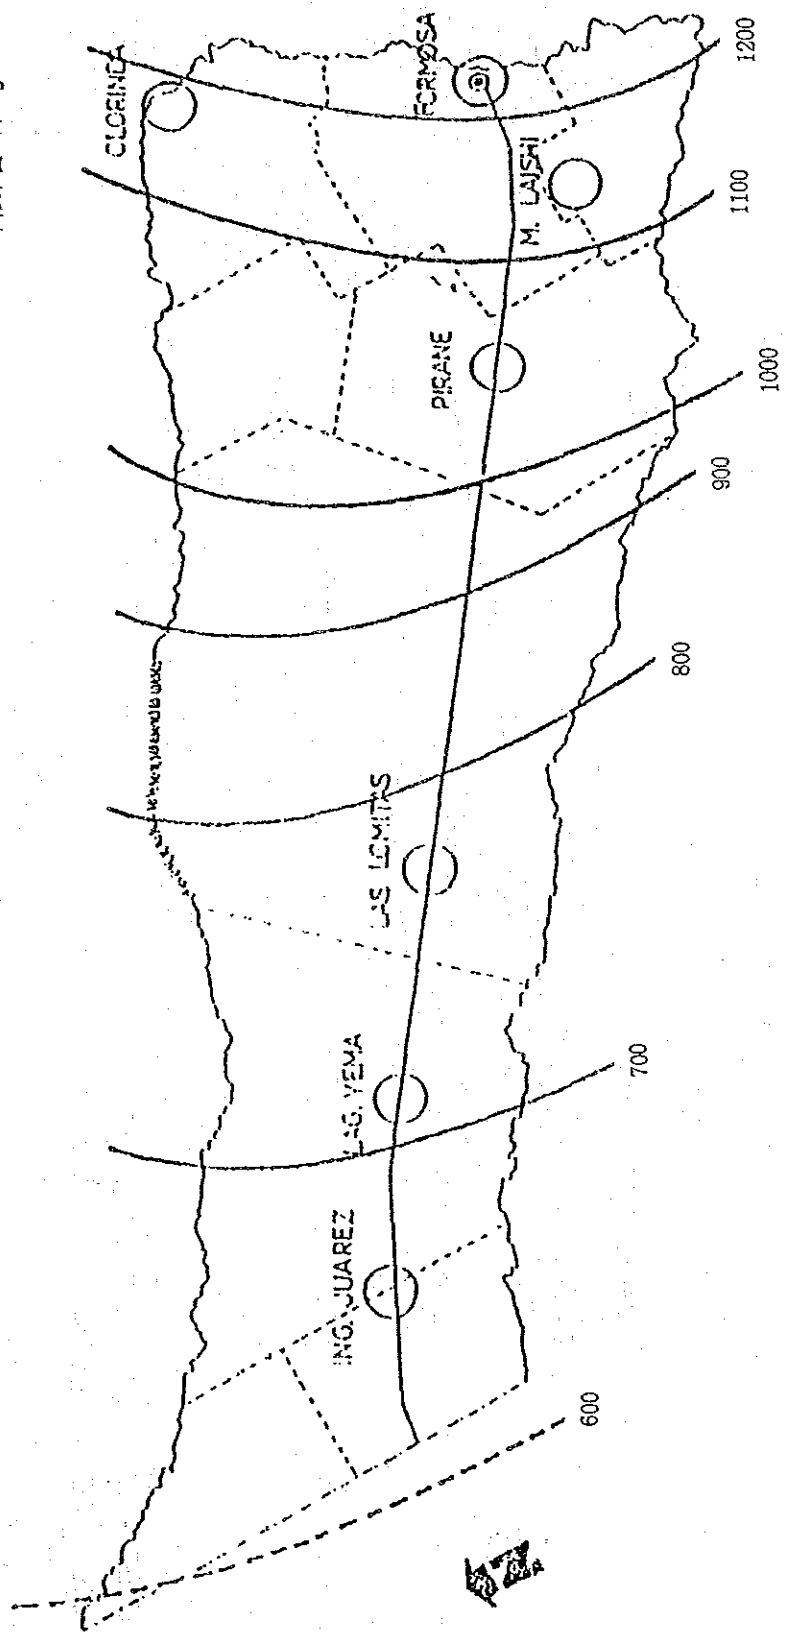 CLORINDA
FORMOSA
M. LAISHI
PIRANE
LAS LOMITAS
LAG. YEMA
ING. JUAREZ
1200
1100
1000
900
800
700
600
N